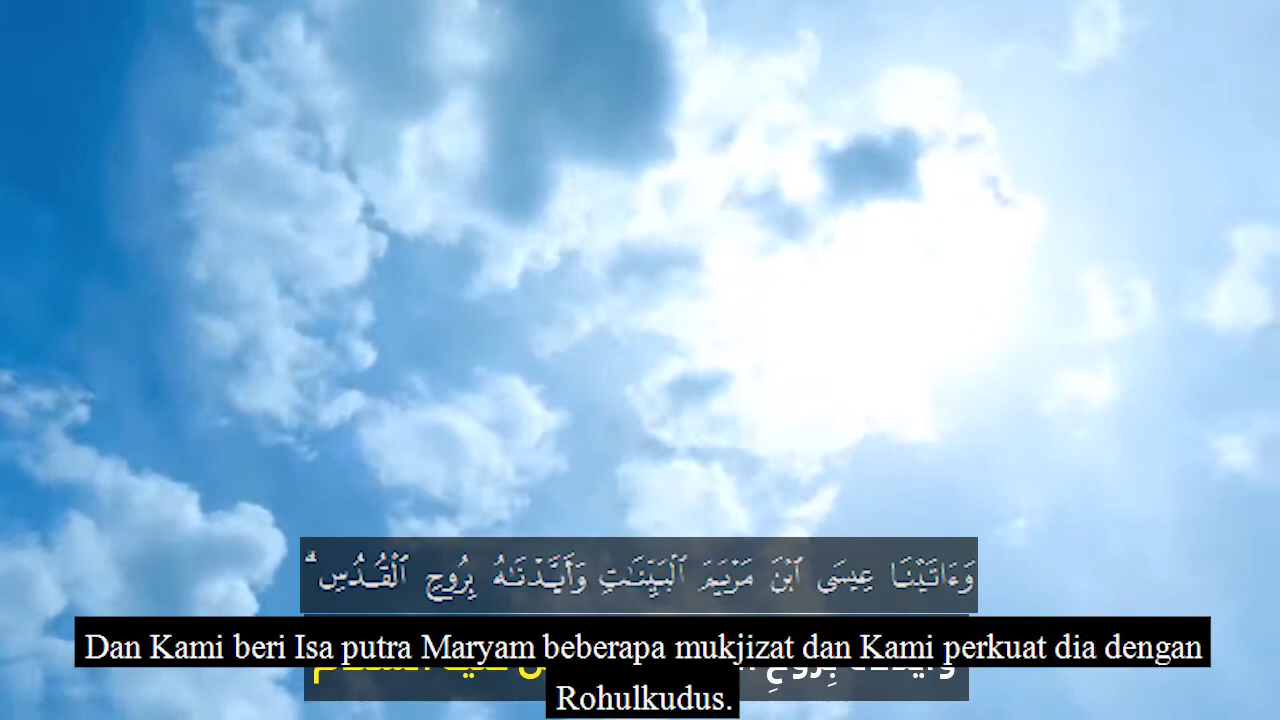 وَءَاتَيْنَا عِيسَى ٱبْنَ مَرْيَمَ ٱلْبَيِّنَـٰتِ وَأَيَّدْنَـٰهُ بِرُوحِ ٱلْقُدُسِ ۗ
Dan Kami beri Isa putra Maryam beberapa mukjizat dan Kami perkuat dia dengan
بِرُوحِ
Rohulkudus.